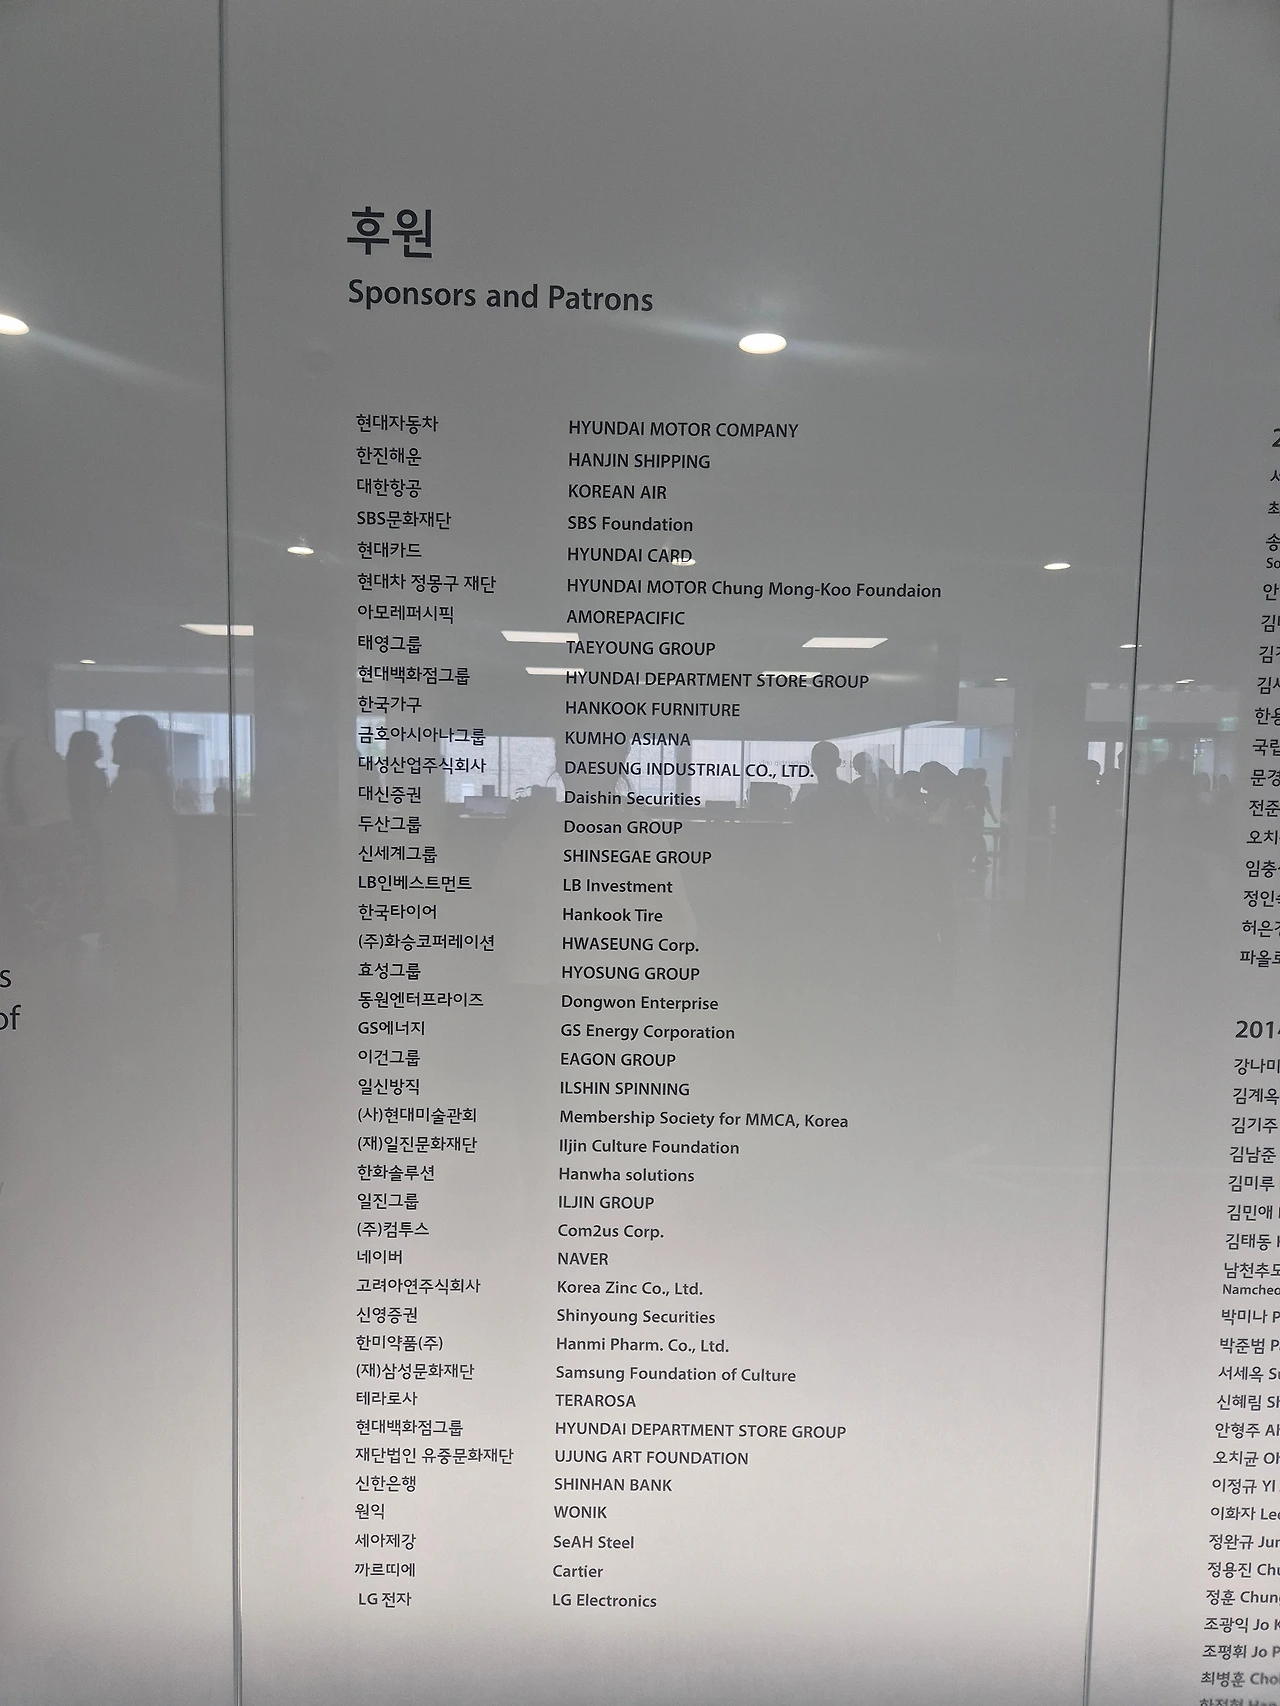 후원
Sponsors and Patrons
현대자동차 HYUNDAI MOTOR COMPANY
한진해운 HANJIN SHIPPING
대한항공 KOREAN AIR
SBS문화재단 SBS Foundation
현대카드 HYUNDAI CARD
현대차 정몽구 재단 HYUNDAI MOTOR Chung Mong-Koo Foundaion
아모레퍼시픽 AMOREPACIFIC
태영그룹 TAEYOUNG GROUP
현대백화점그룹 HYUNDAI DEPARTMENT STORE GROUP
한국가구 HANKOOK FURNITURE
금호아시아나그룹 KUMHO ASIANA
대성산업주식회사 DAESUNG INDUSTRIAL CO., LTD.
대신증권 Daishin Securities
두산그룹 Doosan GROUP
신세계그룹 SHINSEGAE GROUP
LB인베스트먼트 LB Investment
한국타이어 Hankook Tire
(주)화승코퍼레이션 HWASEUNG Corp.
효성그룹 HYOSUNG GROUP
동원엔터프라이즈 Dongwon Enterprise
GS에너지 GS Energy Corporation
이건그룹 EAGON GROUP
일신방직 ILSHIN SPINNING
(사)현대미술관회 Membership Society for MMCA, Korea
(재)일진문화재단 Iljin Culture Foundation
한화솔루션 Hanwha solutions
일진그룹 ILJIN GROUP
(주)컴투스 Com2us Corp.
네이버 NAVER
고려아연주식회사 Korea Zinc Co., Ltd.
신영증권 Shinyoung Securities
한미약품(주) Hanmi Pharm. Co., Ltd.
(재)삼성문화재단 Samsung Foundation of Culture
테라로사 TERAROSA
현대백화점그룹 HYUNDAI DEPARTMENT STORE GROUP
재단법인 유중문화재단 UJUNG ART FOUNDATION
신한은행 SHINHAN BANK
원익 WONIK
세아제강 SeAH Steel
까르띠에 Cartier
LG전자 LG Electronics
of
강나미
김계옥
김기주
김남준
김미루
김민애
김태동
박미나
박준범
서세옥
신혜림
안형주
오치균
이정규 YI
이화자
정완규
정용진
정훈
조광익 Jo
조평휘 Jo
최병훈